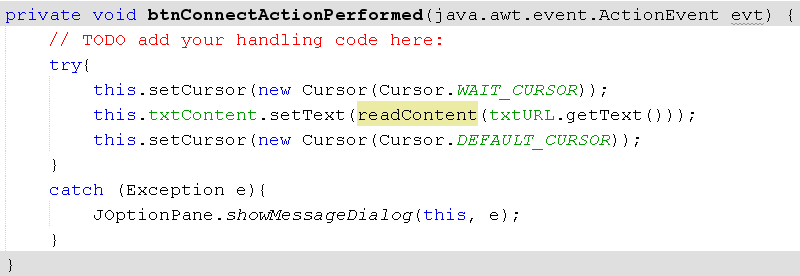 private void btnConnectActionPerformed(java.awt.event.ActionEvent evt) {
    // TODO add your handling code here:
    try{
        this.setCursor(new Cursor(Cursor.WAIT_CURSOR));
        this.txtContent.setText(readContent(txtURL.getText()));
        this.setCursor(new Cursor(Cursor.DEFAULT_CURSOR));
    }
    catch (Exception e){
        JOptionPane.showMessageDialog(this, e);
    }
}